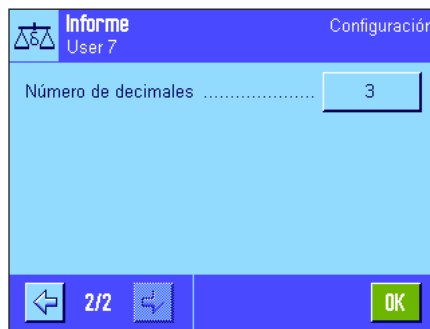 Informe
Configuración
User 7
Número de decimales ..................... 3
2/2
OK